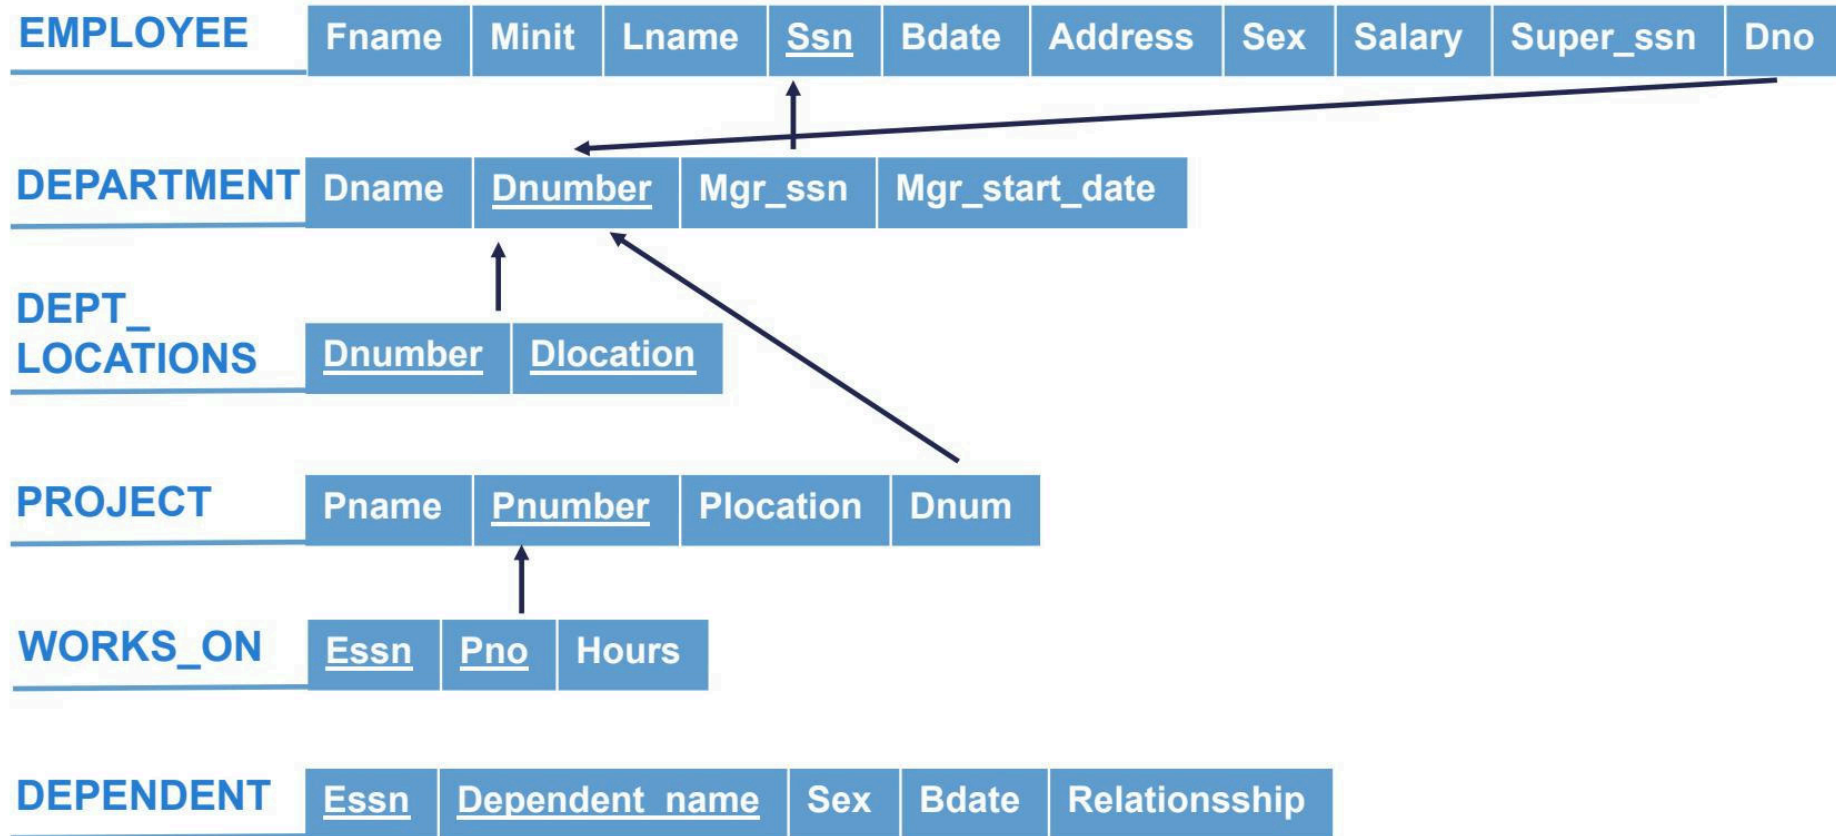 EMPLOYEE Fname Minit Lname Ssn Bdate Address Sex Salary Super_ssn Dno
DEPARTMENT Dname Dnumber Mgr_ssn Mgr_start_date
DEPT_
LOCATIONS Dnumber Dlocation
PROJECT Pname Pnumber Plocation Dnum
WORKS_ON Essn Pno Hours
DEPENDENT Essn Dependent_name Sex Bdate Relationsship